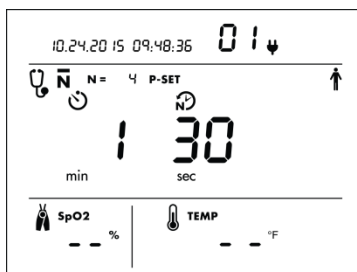 10.24.2015 09:48:36 01
N̅ N = 4 P-SET
N
1 30
min sec
SpO2 TEMP
-- % -- °F